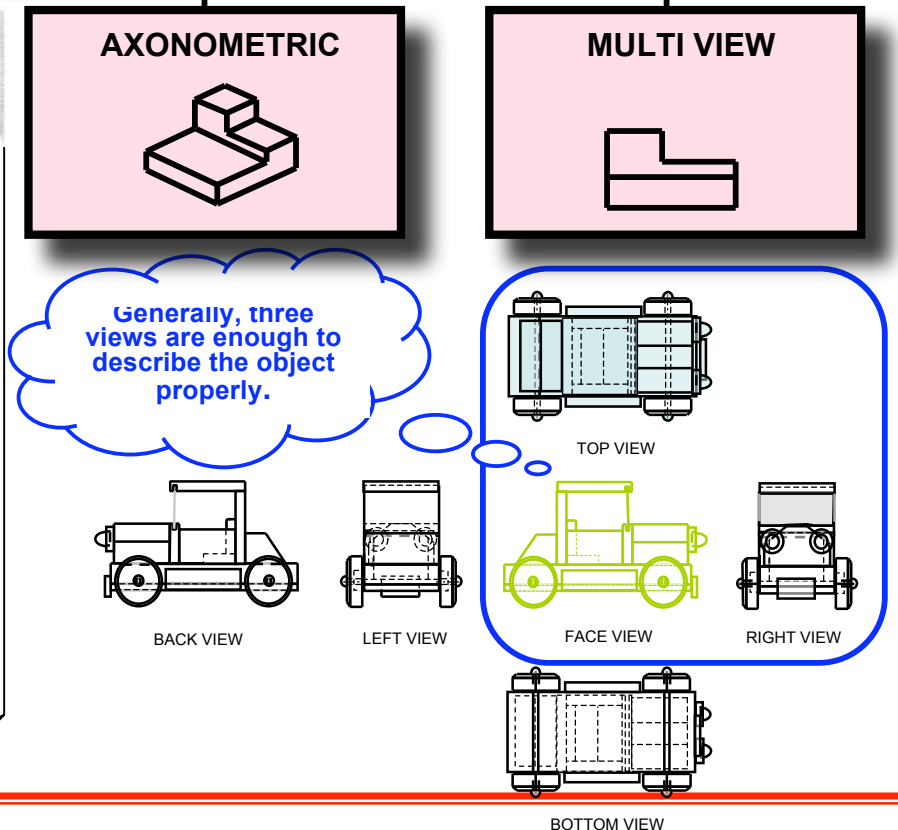 AXONOMETRIC
MULTI VIEW
Generally, three
views are enough to
describe the object
properly.
TOP VIEW
BACK VIEW
LEFT VIEW
FACE VIEW
RIGHT VIEW
BOTTOM VIEW